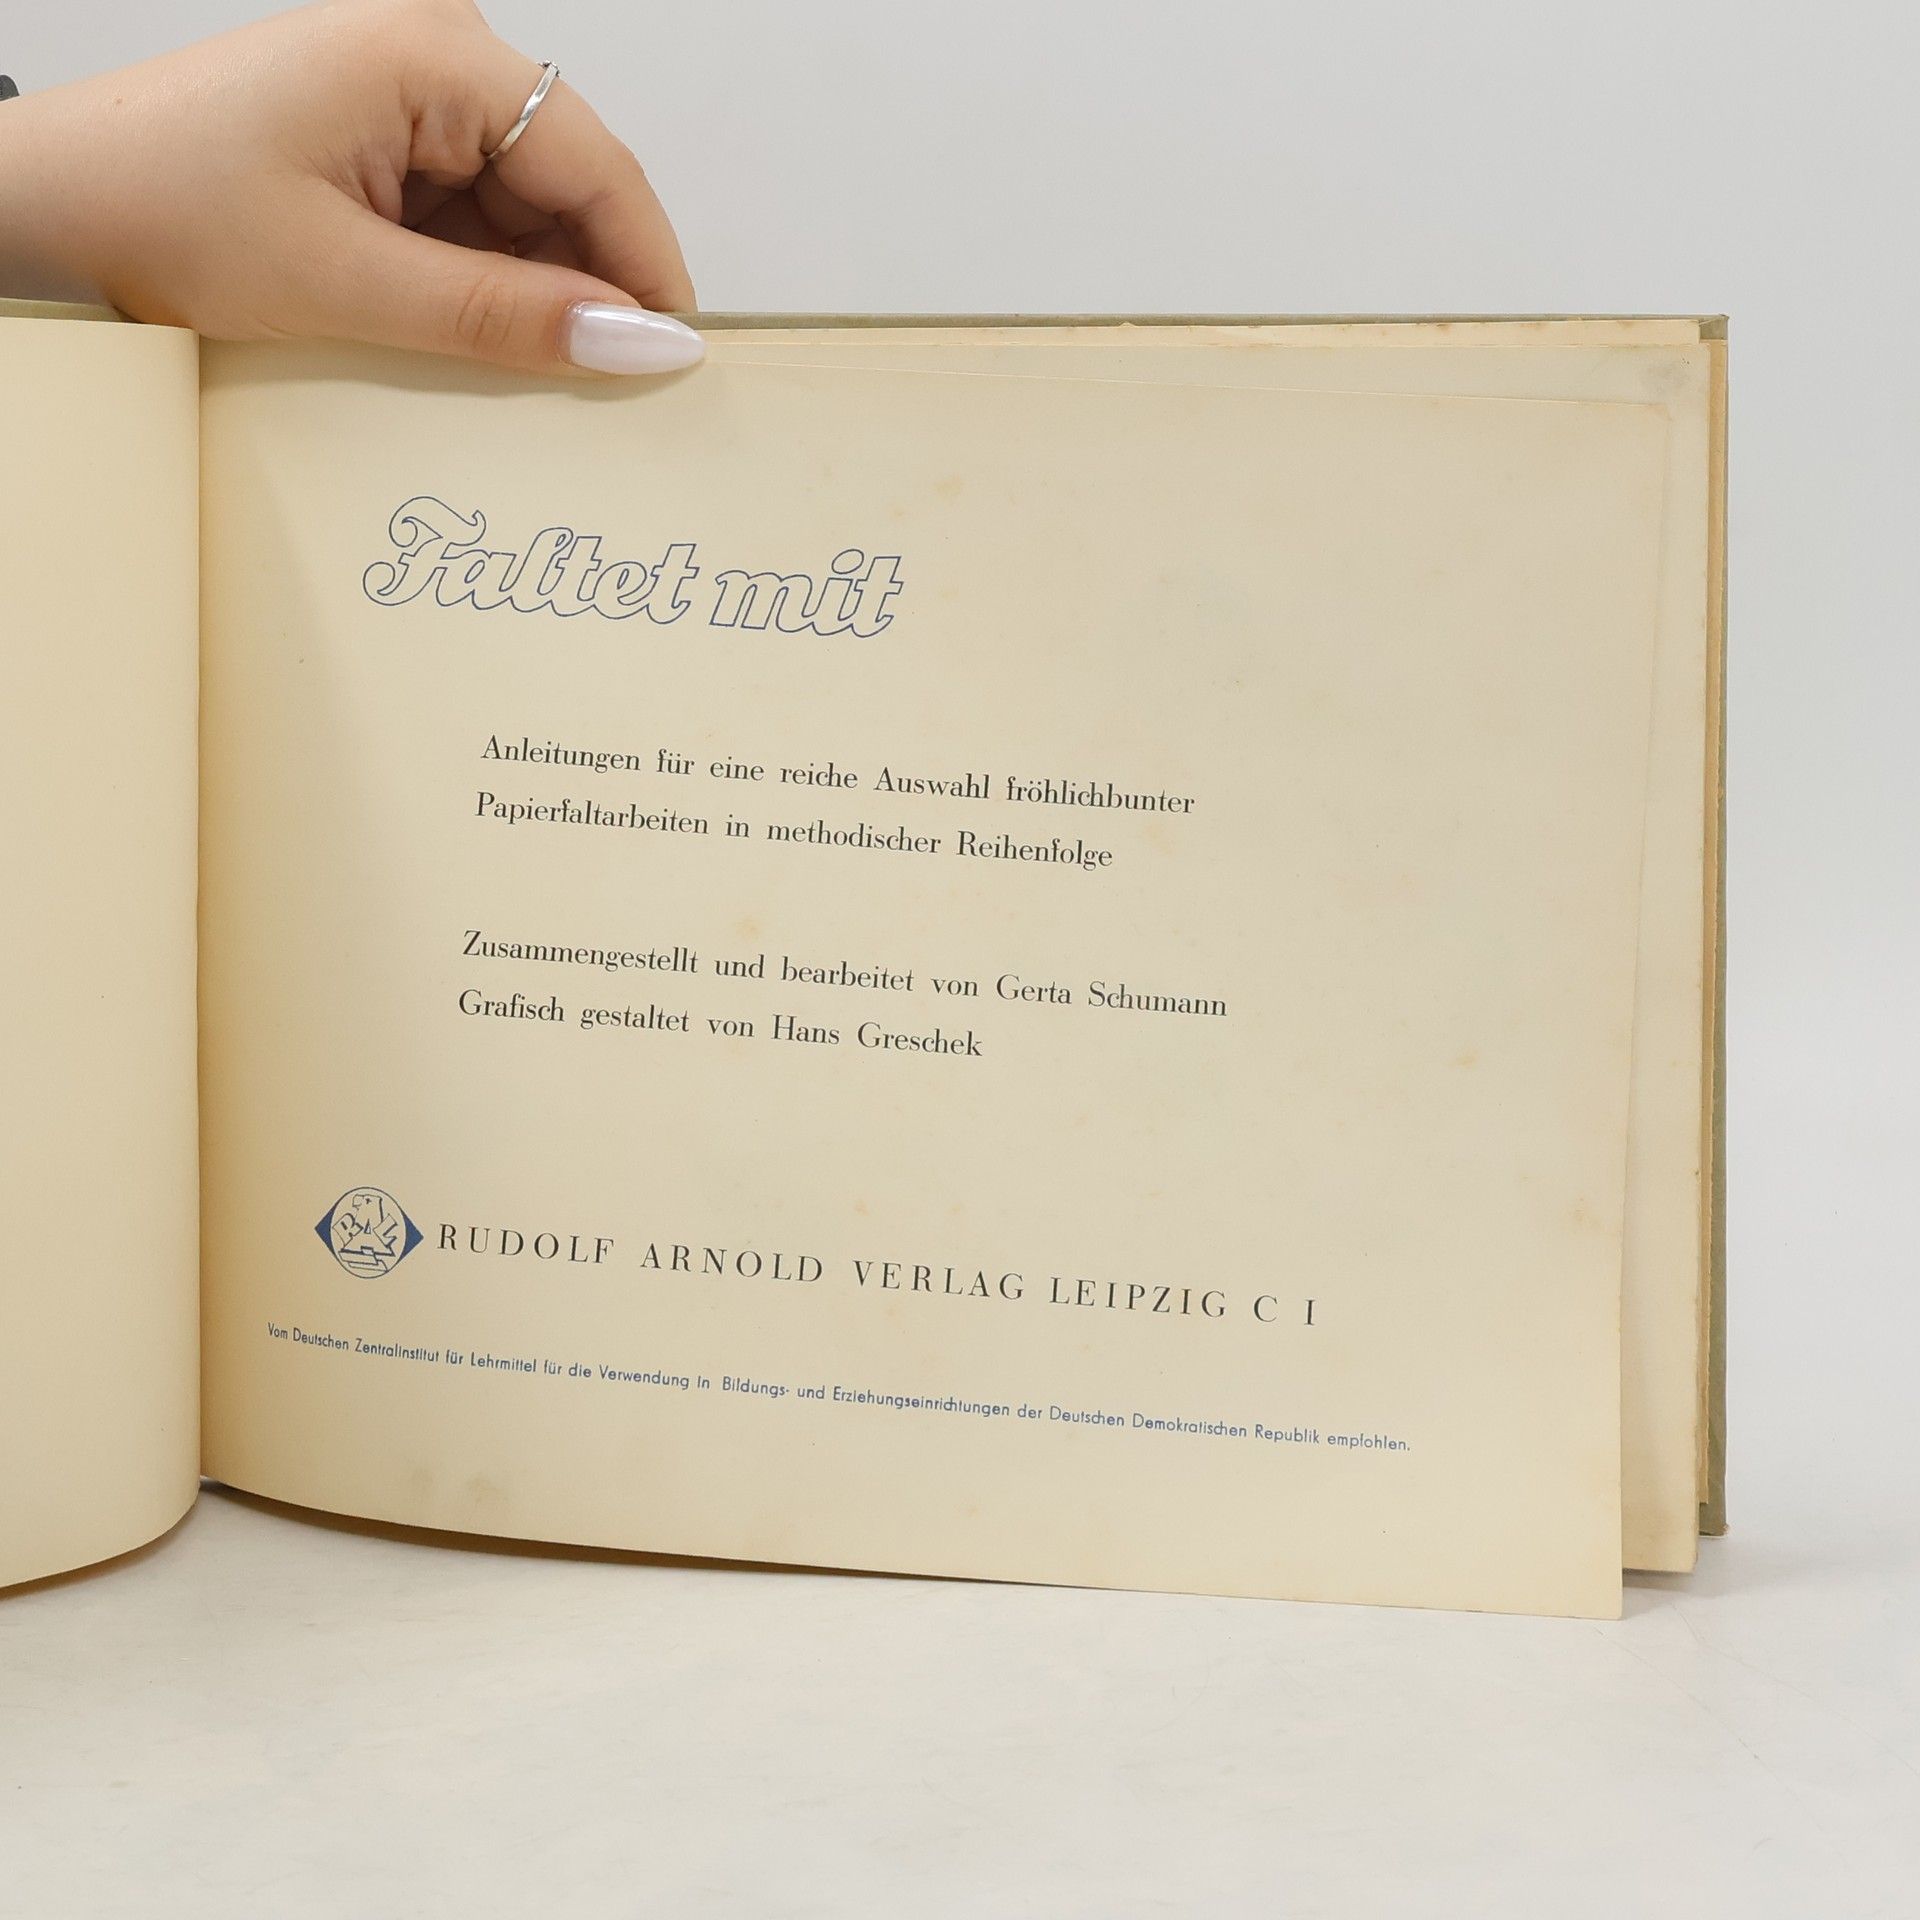 Faltet mit
Anleitungen für eine reiche Auswahl fröhlichbunter
Papierfaltarbeiten in methodischer Reihenfolge
Zusammengestellt und bearbeitet von Gerta Schumann
Grafisch gestaltet von Hans Greschek
RAL
RUDOLF ARNOLD VERLAG LEIPZIG C I
Vom Deutschen Zentralinstitut für Lehrmittel für die Verwendung in Bildungs- und Erziehungseinrichtungen der Deutschen Demokratischen Republik empfohlen.